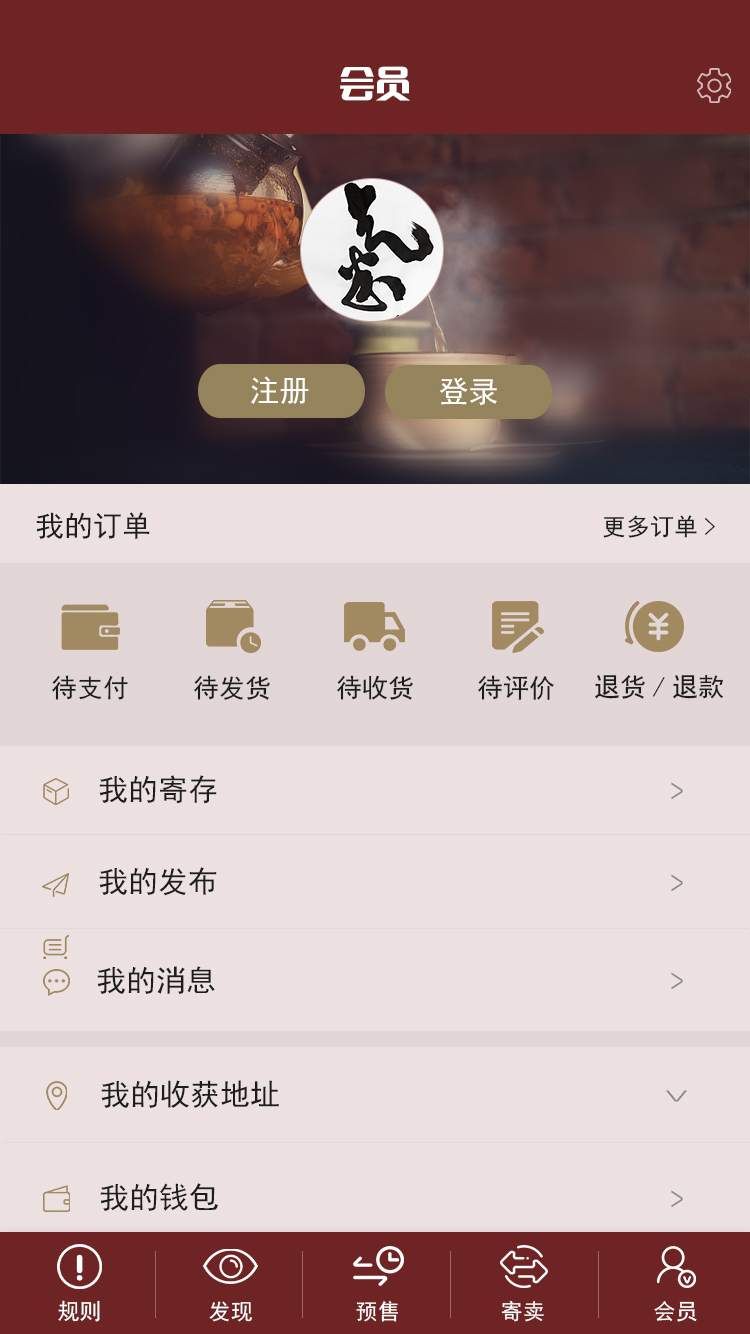 会员
注册
登录
我的订单
更多订单 >
待支付
待发货
待收货
待评价
退货 / 退款
我的寄存
我的发布
我的消息
我的收获地址
我的钱包
规则
发现
预售
寄卖
会员